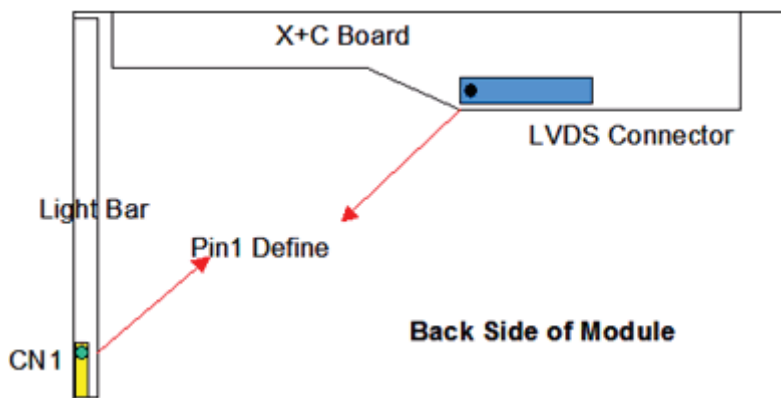 X+C Board
LVDS Connector
Light Bar
Pin1 Define
Back Side of Module
CN1